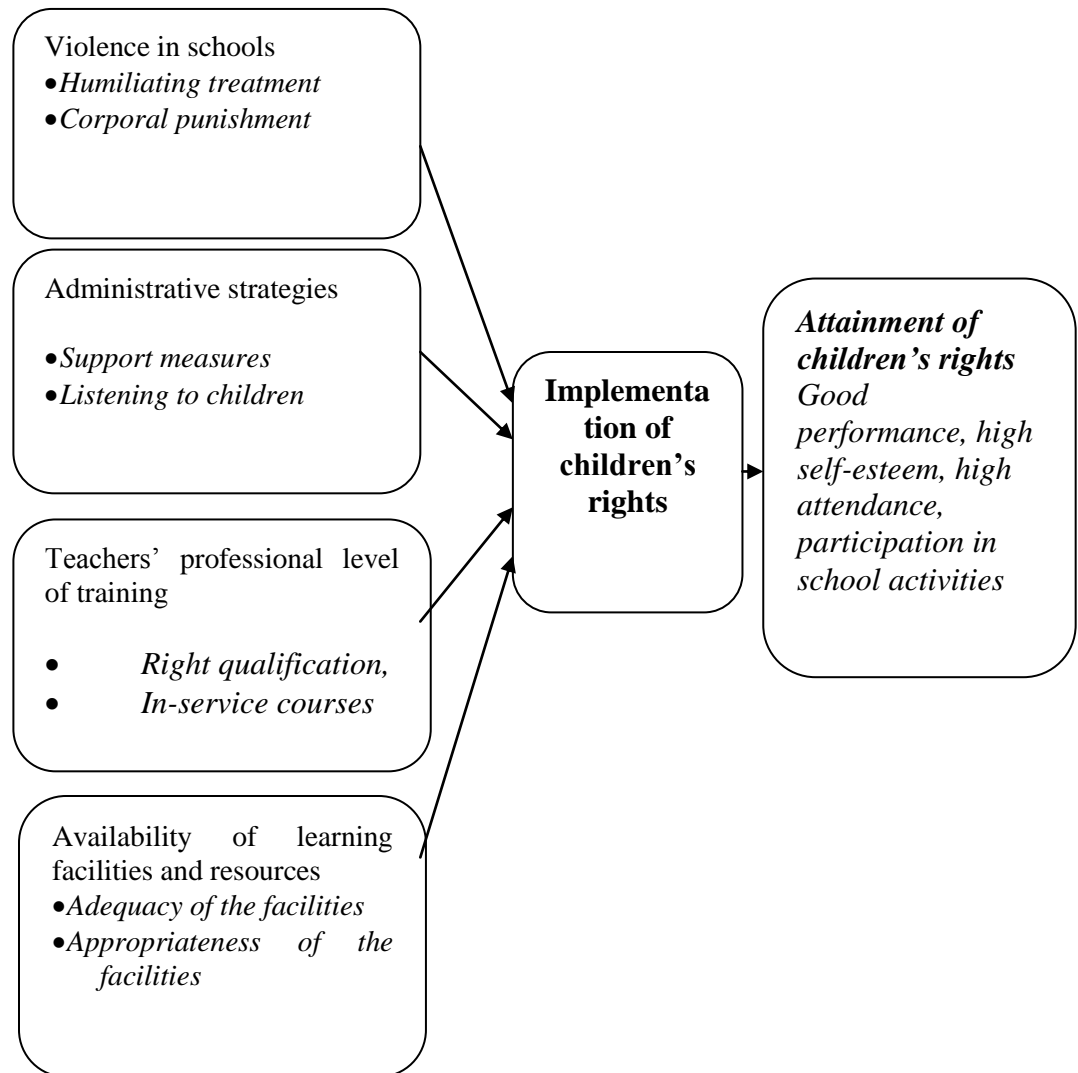 Violence in schools
•Humiliating treatment
•Corporal punishment
Administrative strategies
•Support measures
•Listening to children
Teachers’ professional level
of training
• Right qualification,
• In-service courses
Availability of learning
facilities and resources
•Adequacy of the facilities
•Appropriateness of the
facilities
Implementa
tion of
children’s
rights
Attainment of
children’s rights
Good
performance, high
self-esteem, high
attendance,
participation in
school activities